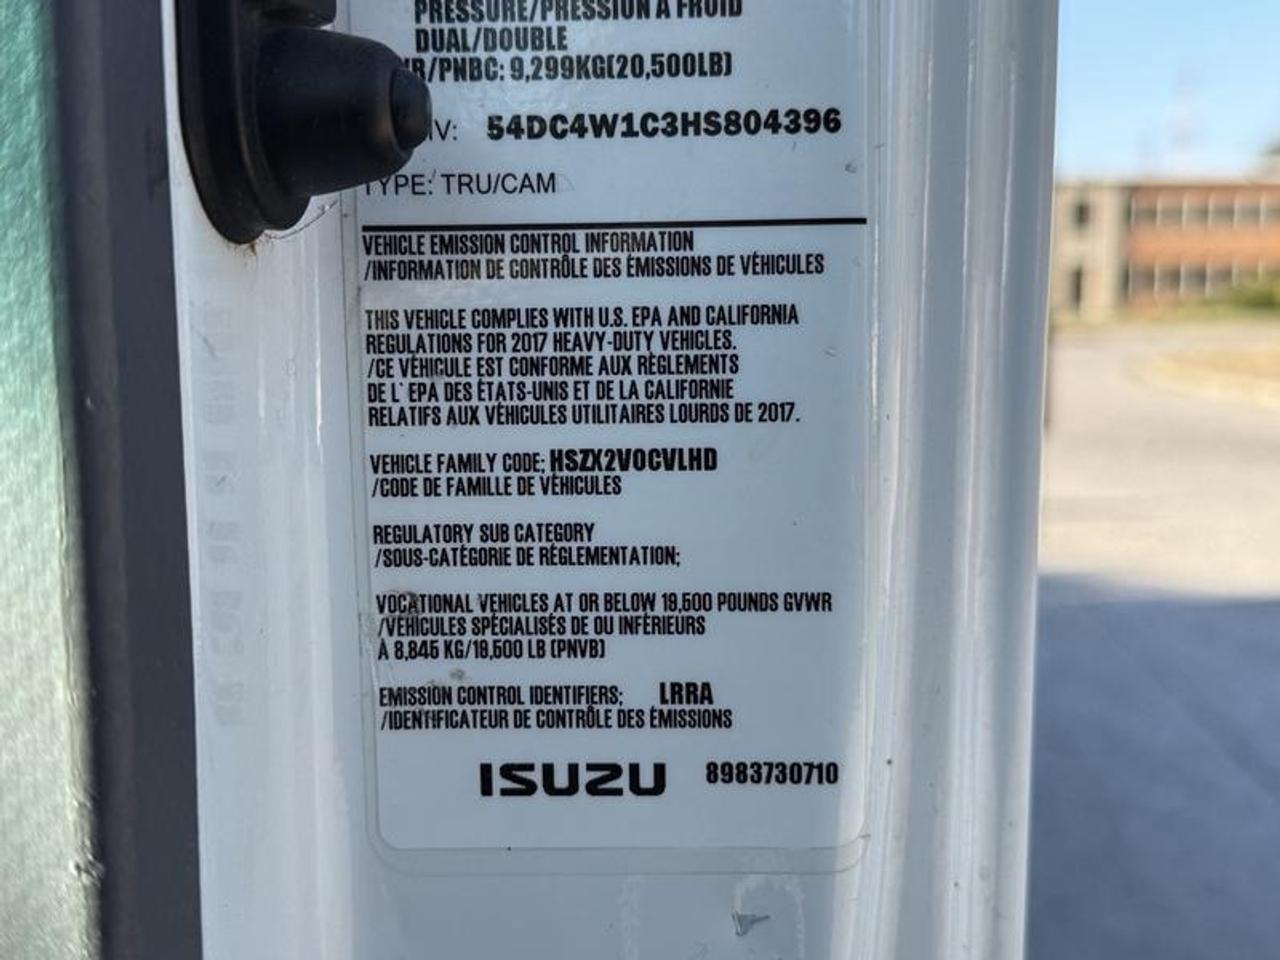 PRESSURE/PRESSION A FROID
DUAL/DOUBLE
R/PNBC: 9,299KG(20,500LB)
IV: 54DC4W1C3HS804396
TYPE: TRU/CAM
VEHICLE EMISSION CONTROL INFORMATION
/INFORMATION DE CONTRÔLE DES ÉMISSIONS DE VÉHICULES
THIS VEHICLE COMPLIES WITH U.S. EPA AND CALIFORNIA
REGULATIONS FOR 2017 HEAVY-DUTY VEHICLES.
/CE VÉHICULE EST CONFORME AUX RÈGLEMENTS
DE L' EPA DES ÉTATS-UNIS ET DE LA CALIFORNIE
RELATIFS AUX VÉHICULES UTILITAIRES LOURDS DE 2017.
VEHICLE FAMILY CODE; HSZX2VOCVLHD
/CODE DE FAMILLE DE VÉHICULES
REGULATORY SUB CATEGORY
/SOUS-CATÉGORIE DE RÉGLEMENTATION;
VOCATIONAL VEHICLES AT OR BELOW 19,500 POUNDS GVWR
/VÉHICULES SPÉCIALISÉS DE OU INFÉRIEURS
À 8,845 KG/19,500 LB (PNVB)
EMISSION CONTROL IDENTIFIERS; LRRA
/IDENTIFICATEUR DE CONTRÔLE DES ÉMISSIONS
ISUZU 8983730710